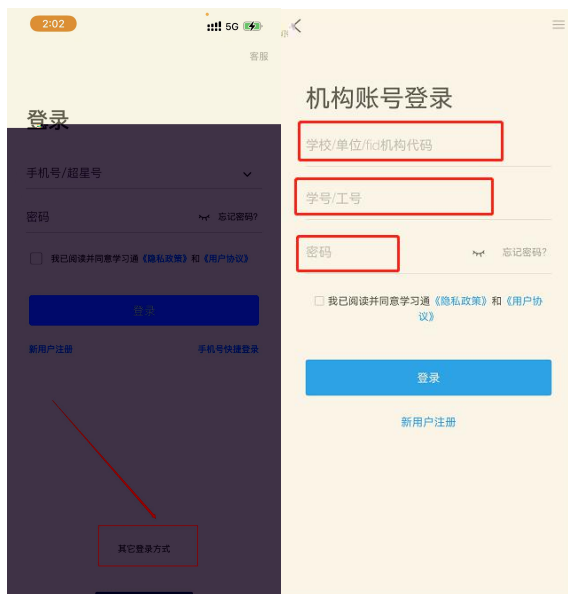 2:02
5G
客服
登录
手机号/超星号
密码
忘记密码?
我已阅读并同意学习通《隐私政策》和《用户协议》
登录
新用户注册
手机号快捷登录
其它登录方式
机构账号登录
学校/单位/fid机构代码
学号/工号
密码
忘记密码?
我已阅读并同意学习通《隐私政策》和《用户协
议》
登录
新用户注册